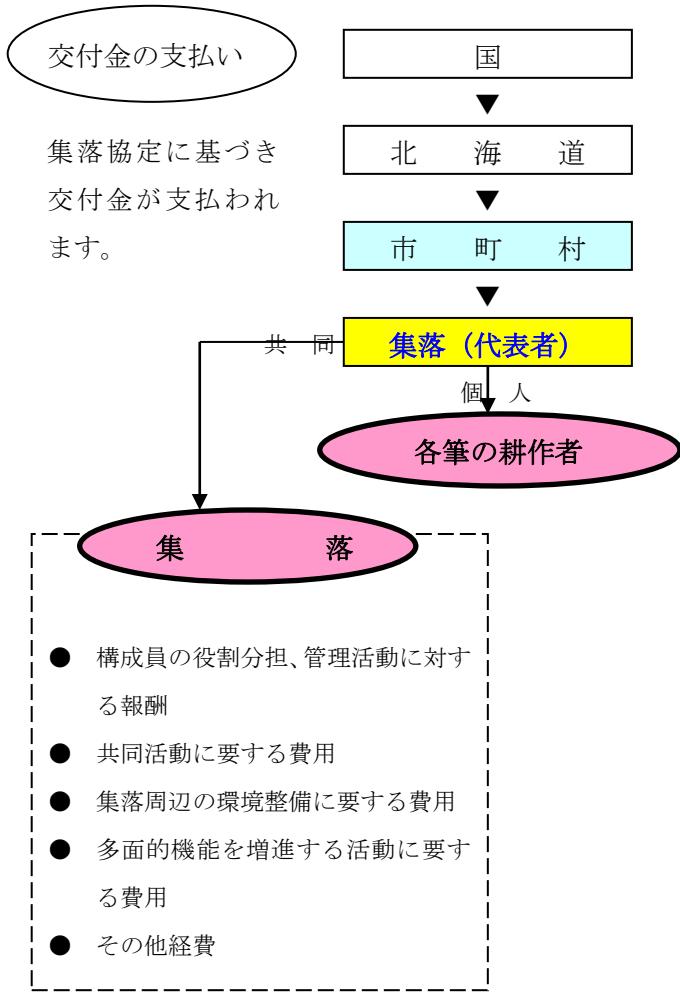 交付金の支払い
集落協定に基づき
交付金が支払われ
ます。
国
▼
北　海　道
▼
市　町　村
▼
集落（代表者）
共　同
個　人
各筆の耕作者
集　　　　落
● 構成員の役割分担、管理活動に対す
る報酬
● 共同活動に要する費用
● 集落周辺の環境整備に要する費用
● 多面的機能を増進する活動に要す
る費用
● その他経費